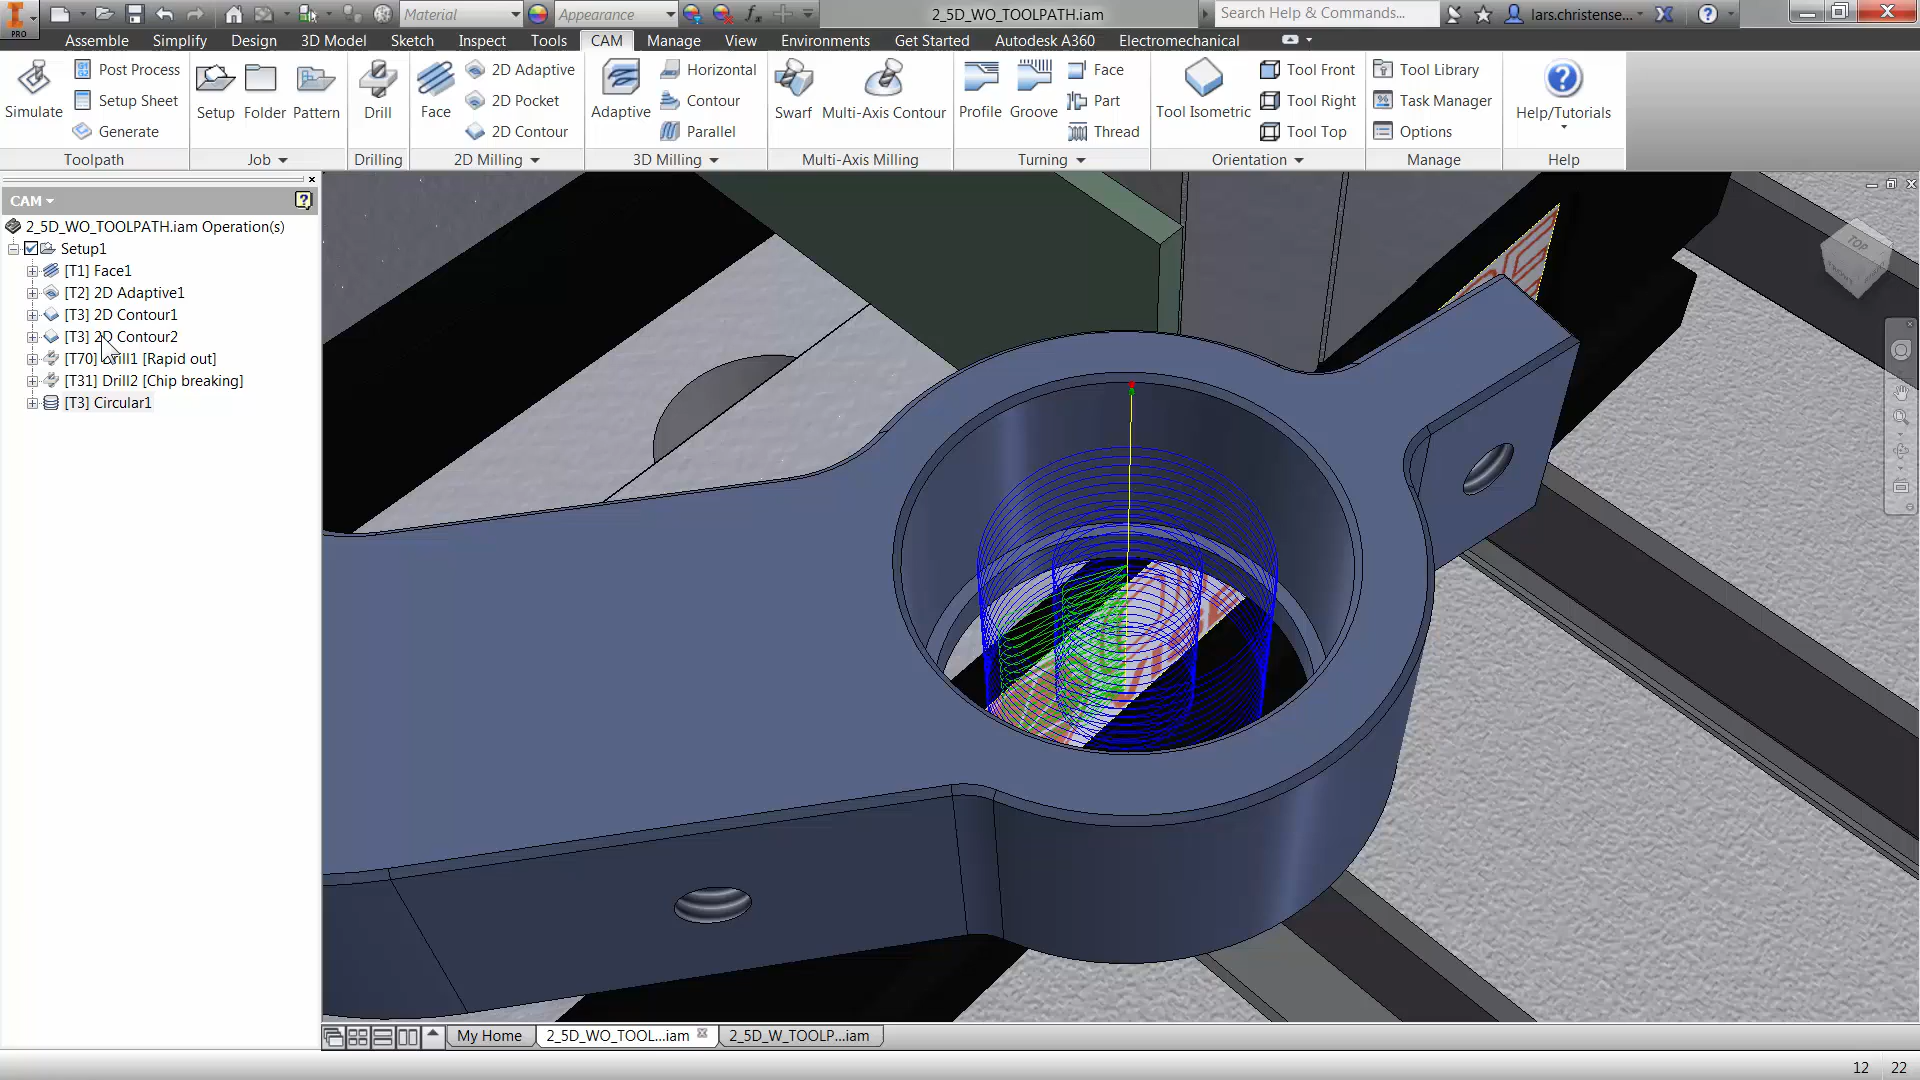 Material
Appearance
2_5D_WO_TOOLPATH.iam
Search Help & Commands...
lars.christense...
PRO
Assemble Simplify Design 3D Model Sketch Inspect Tools CAM Manage View Environments Get Started Autodesk A360 Electromechanical
Simulate
Post Process
Setup Sheet
Generate
Toolpath
Setup
Folder
Pattern
Job
Drill
Drilling
Face
2D Adaptive
2D Pocket
2D Contour
2D Milling
Adaptive
Horizontal
Contour
Parallel
3D Milling
Swarf
Multi-Axis Contour
Multi-Axis Milling
Profile
Groove
Face
Part
Thread
Turning
Tool Isometric
Tool Front
Tool Right
Tool Top
Orientation
Tool Library
Task Manager
Options
Manage
Help/Tutorials
Help
CAM
2_5D_WO_TOOLPATH.iam Operation(s)
Setup1
[T1] Face1
[T2] 2D Adaptive1
[T3] 2D Contour1
[T3] 2D Contour2
[T70] Drill1 [Rapid out]
[T31] Drill2 [Chip breaking]
[T3] Circular1
TOP
My Home
2_5D_WO_TOOL...iam
2_5D_W_TOOLP...iam
12 22